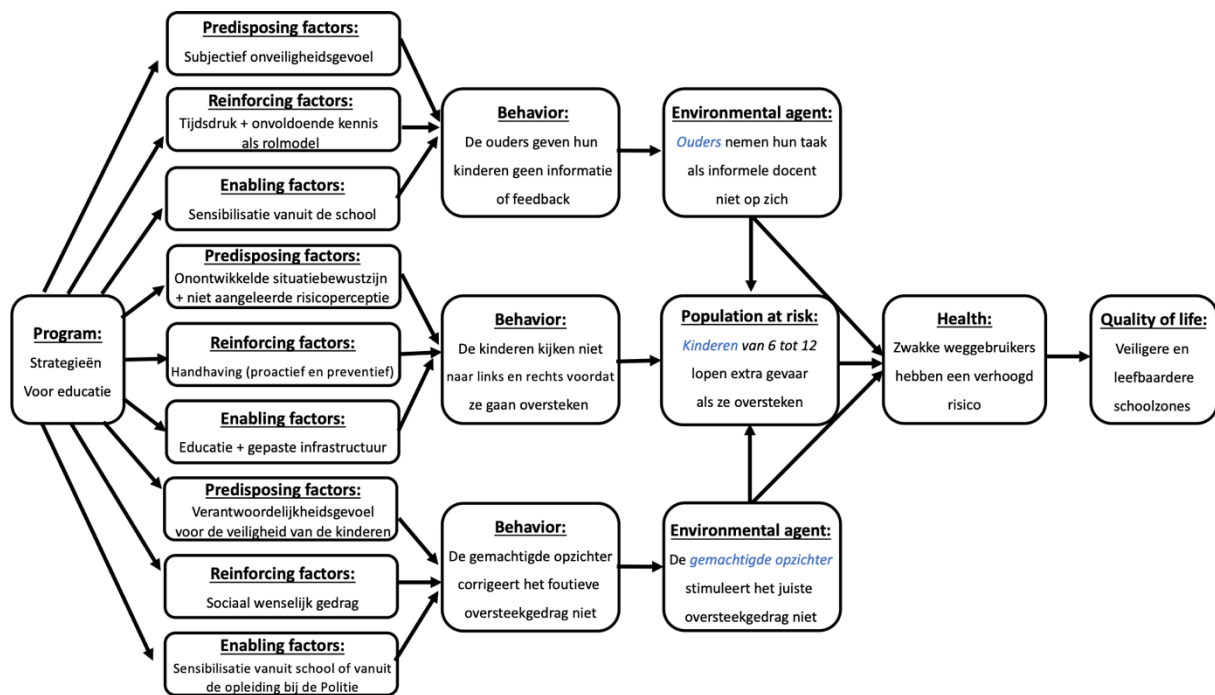 Predisposing factors:
Subjectief onveiligheidsgevoel
Reinforcing factors:
Tijdsdruk + onvoldoende kennis
als rolmodel
Enabling factors:
Sensibilisatie vanuit de school
Behavior:
De ouders geven hun
kinderen geen informatie
of feedback
Environmental agent:
Ouders nemen hun taak
als informele docent
niet op zich
Program:
Strategieën
Voor educatie
Predisposing factors:
Onontwikkelde situatiebewustzijn
+ niet aangeleerde risicoperceptie
Reinforcing factors:
Handhaving (proactief en preventief)
Enabling factors:
Educatie + gepaste infrastructuur
Behavior:
De kinderen kijken niet
naar links en rechts voordat
ze gaan oversteken
Population at risk:
Kinderen van 6 tot 12
lopen extra gevaar
als ze oversteken
Health:
Zwakke weggebruikers
hebben een verhoogd
risico
Quality of life:
Veiligere en
leefbaardere
schoolzones
Predisposing factors:
Verantwoordelijkheidsgevoel
voor de veiligheid van de kinderen
Reinforcing factors:
Sociaal wenselijk gedrag
Enabling factors:
Sensibilisatie vanuit school of vanuit
de opleiding bij de Politie
Behavior:
De gemachtigde opzichter
corrigeert het foutieve
oversteekgedrag niet
Environmental agent:
De gemachtigde opzichter
stimuleert het juiste
oversteekgedrag niet